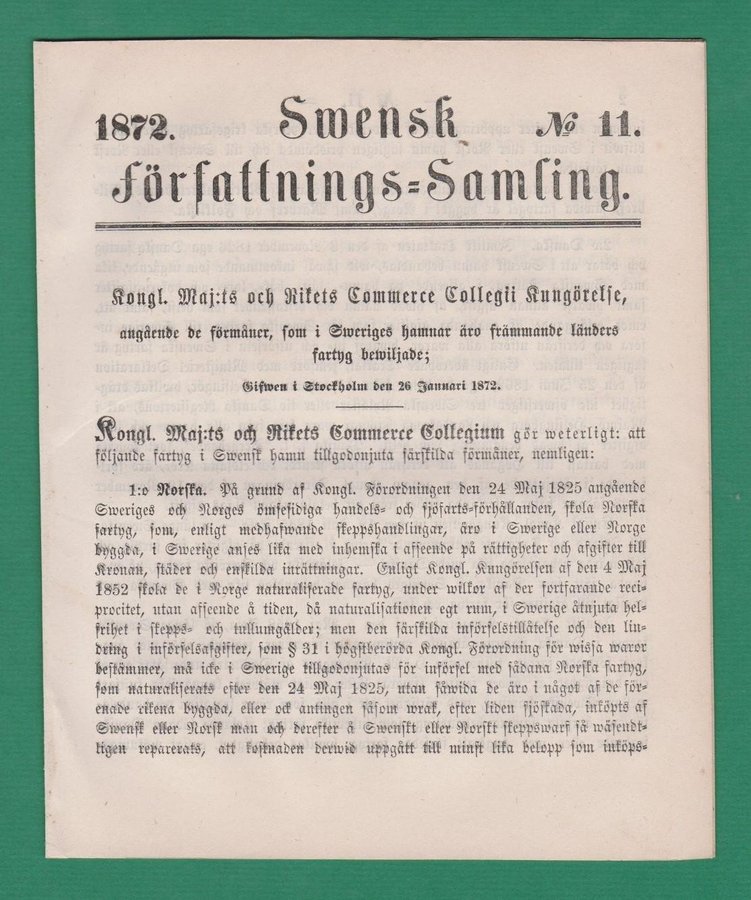 1872. Swensk № 11.
Författnings=Samling.
Kongl. Maj:ts och Rikets Commerce Collegii Kungörelse,
angående de förmåner, som i Sweriges hamnar äro främmande länders
fartyg bewiljade;
Gifwen i Stockholm den 26 Januari 1872.
Kongl. Maj:ts och Rikets Commerce Collegium gör weterligt: att
följande fartyg i Swensk hamn tillgodonjuta särskilda förmåner, nemligen:
1:o Norska. På grund af Kongl. Förordningen den 24 Maj 1825 angående
Sweriges och Norges ömsesidiga handels- och sjöfarts-förhållanden, skola Norska
fartyg, som, enligt medhafwande skeppshandlingar, äro i Swerige eller Norge
byggda, i Swerige anses lika med inhemska i afseende på rättigheter och afgifter till
Kronan, städer och enskilda inrättningar. Enligt Kongl. Kungörelsen af den 4 Maj
1852 skola de i Norge naturaliserade fartyg, under wilkor af der fortfarande reci=
procitet, utan afseende å tiden, då naturalisationen egt rum, i Swerige åtnjuta hel=
frihet i skepps- och tullumgälder; men den särskilda införselstillåtelse och den lin=
dring i införselsafgifter, som § 31 i högstberörda Kongl. Förordning för wissa waror
bestämmer, må icke i Swerige tillgodonjutas för införsel med sådana Norska fartyg,
som naturaliserats efter den 24 Maj 1825, utan såwida de äro i något af de för=
enade rikena byggda, eller ock antingen såsom wrak, efter liden sjöskada, inköpts af
Swensk eller Norsk man och derefter å Swenskt eller Norskt skeppswarf så wäsendt=
ligen reparerats, att kostnaden derwid uppgått till minst lika belopp som inköps=